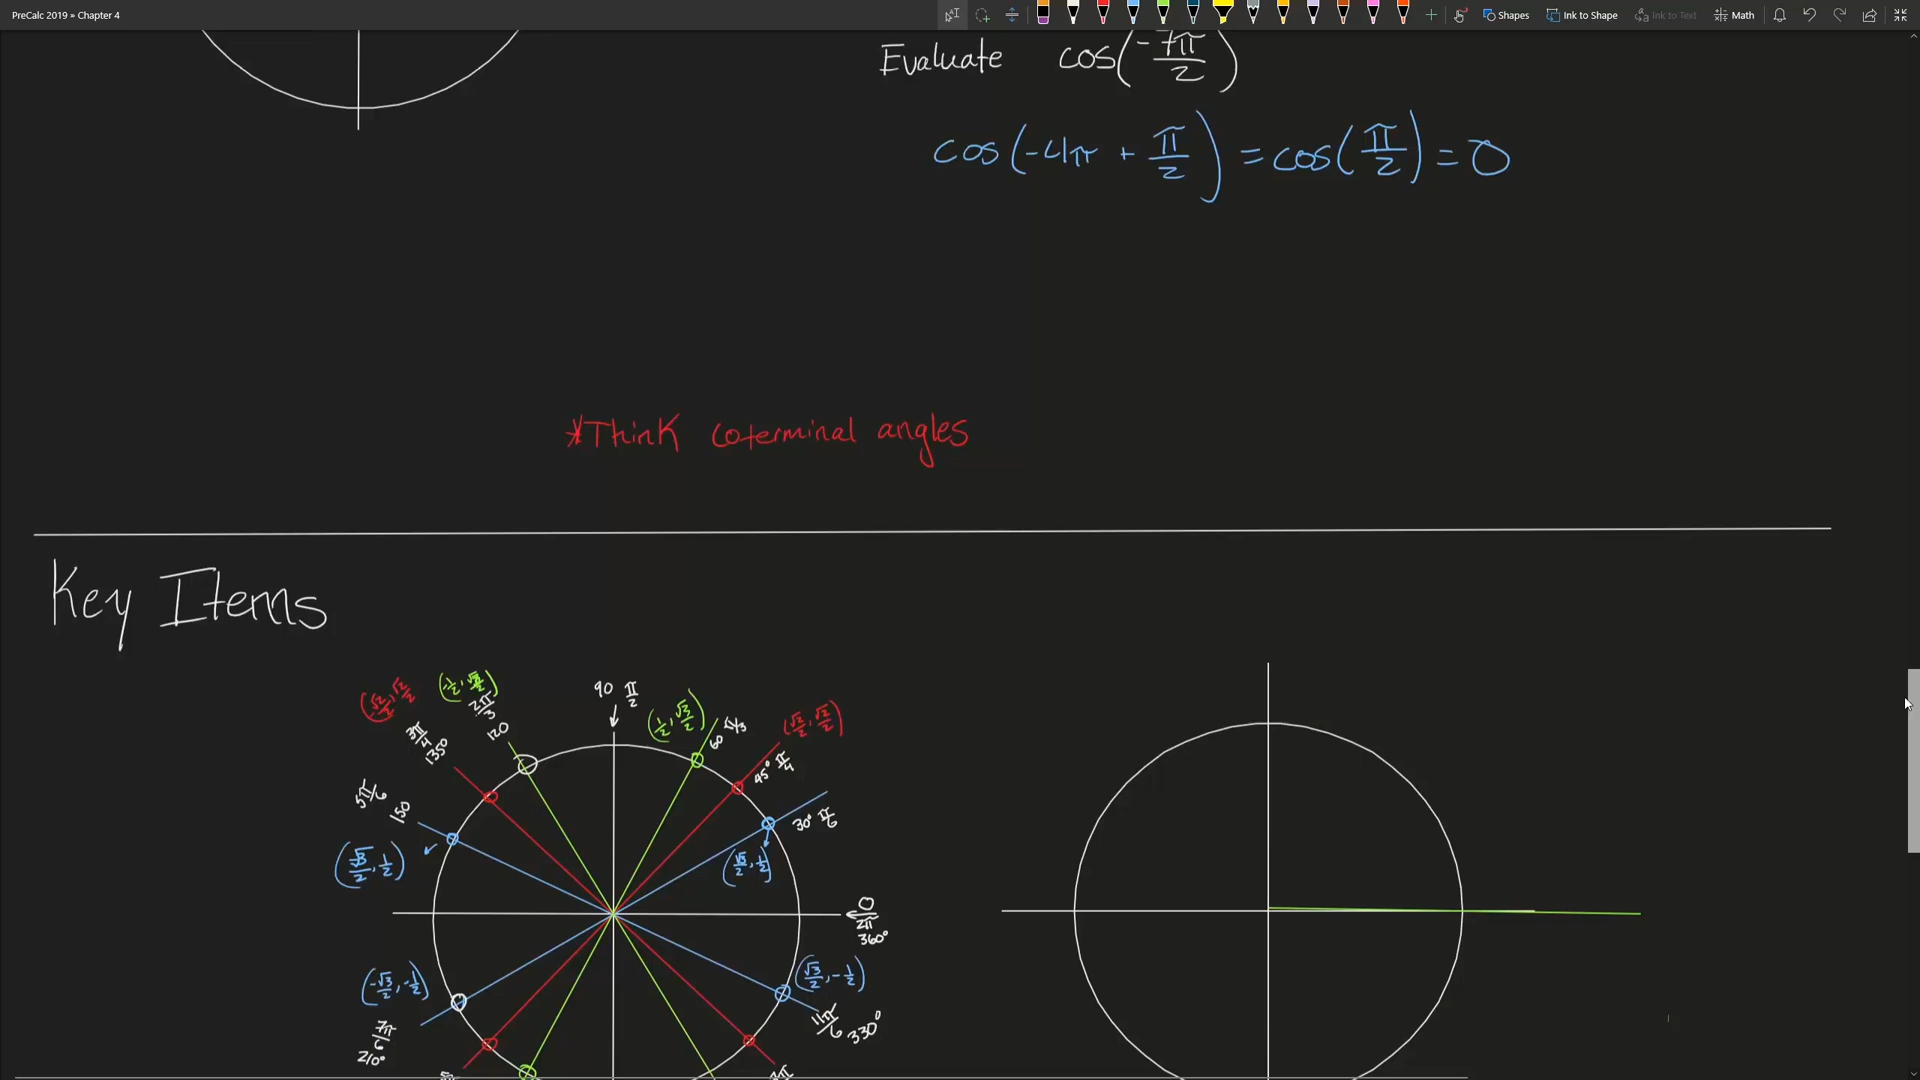 PreCalc 2019 » Chapter 4
Shapes
Ink to Shape
Ink to Text
Math
Evaluate cos(-7π/2)
cos(-4π + π/2) = cos(π/2) = 0
*Think coterminal angles
Key Items
90 π/2
(1/2, √3/2)
60 π/3
(√2/2, √2/2)
45° π/4
30° π/6
(√3/2, 1/2)
(-1/2, √3/2)
2π/3
120
3π/4
135°
5π/6
150
0
2π
360°
(-√3/2, -1/2)
7π/6
210°
(√3/2, -1/2)
11π/6 330°